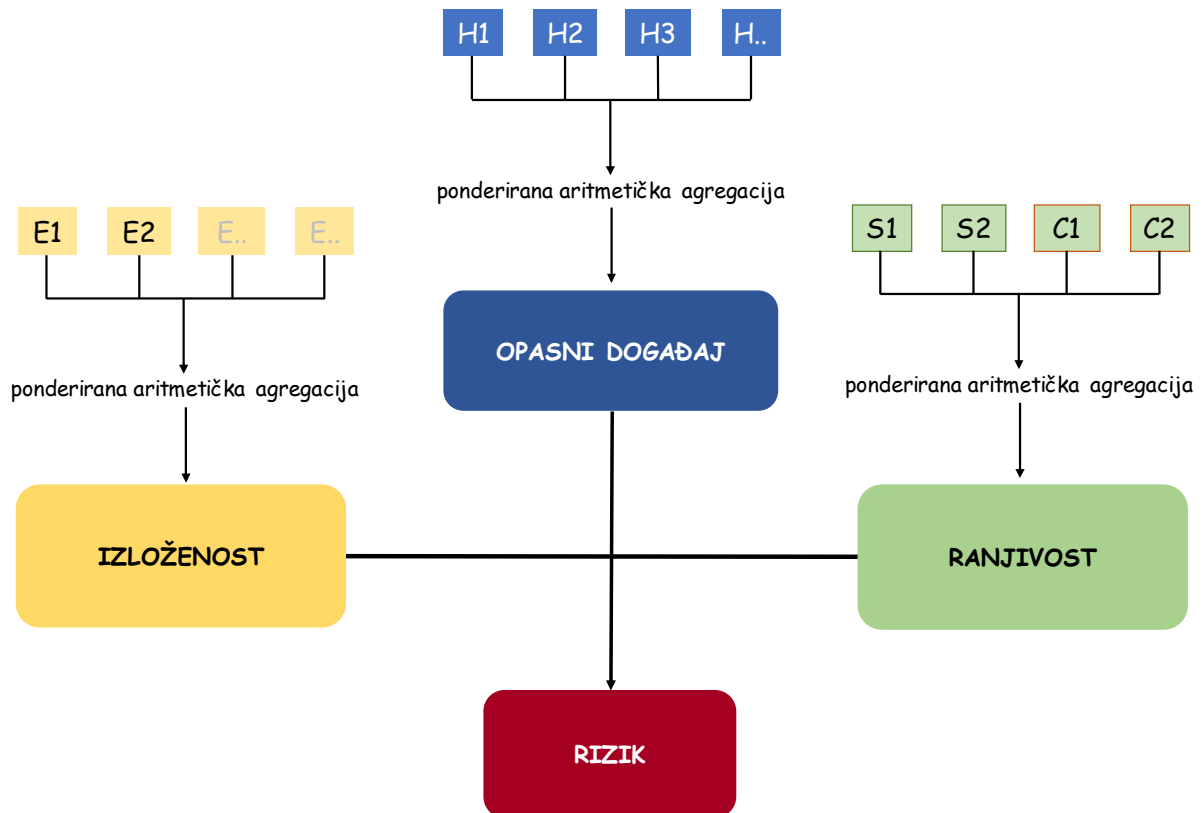 H1 H2 H3 H..
ponderirana aritmetička agregacija
E1 E2 E.. E..
S1 S2 C1 C2
OPASNI DOGAĐAJ
ponderirana aritmetička agregacija
ponderirana aritmetička agregacija
IZLOŽENOST
RANJIVOST
RIZIK